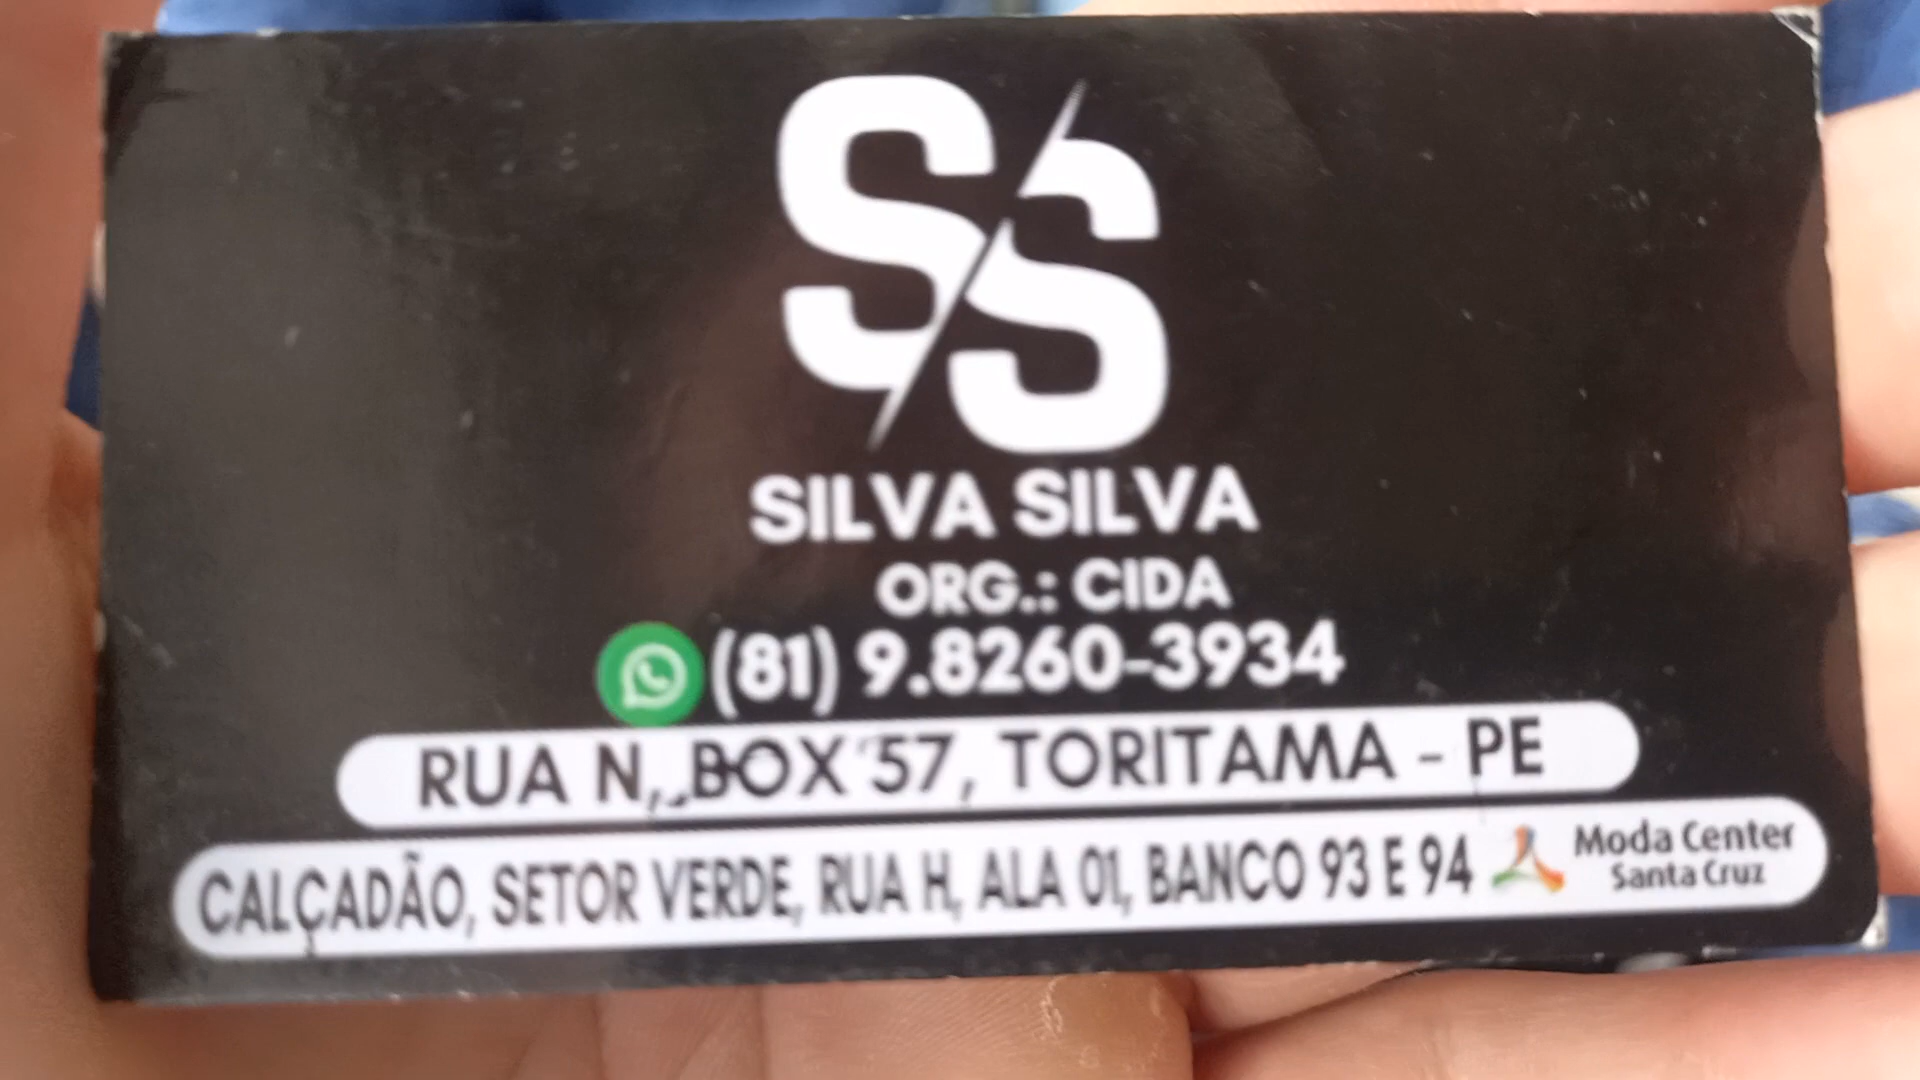 SS
SILVA SILVA
ORG.: CIDA
(81) 9.8260-3934
RUA N, BOX 57, TORITAMA - PE
CALÇADÃO, SETOR VERDE, RUA H, ALA 01, BANCO 93 E 94
Moda Center
Santa Cruz